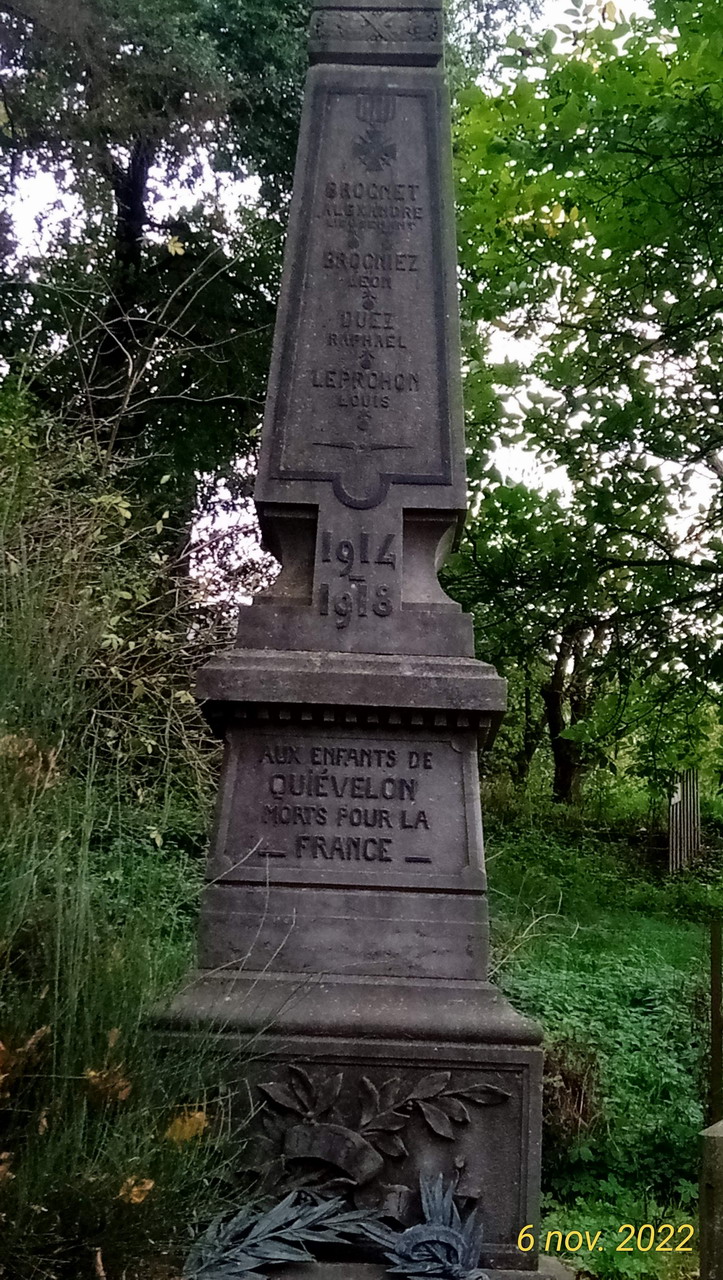 BROGNET
ALEXANDRE
LIEUTENANT
BROGNIEZ
LEON
DUEZ
RAPHAEL
LEPROHON
LOUIS
1914
–
1918
AUX ENFANTS DE
QUIÉVELON
MORTS POUR LA
— FRANCE —
6 nov. 2022